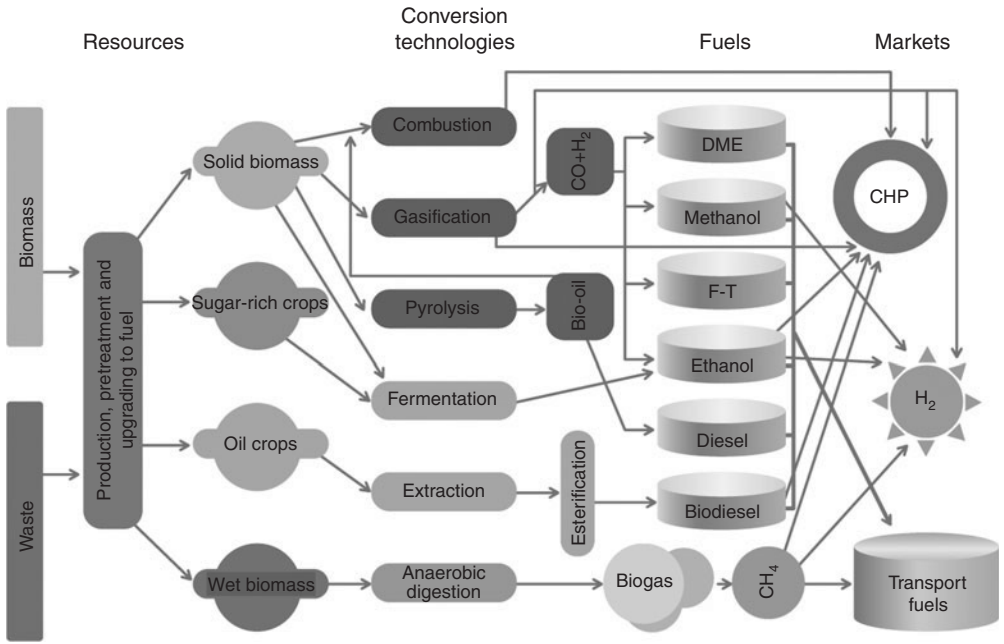 Resources
Conversion
technologies
Fuels
Markets
Biomass
Waste
Production, pretreatment and
upgrading to fuel
Solid biomass
Sugar-rich crops
Oil crops
Wet biomass
Combustion
Gasification
Pyrolysis
Fermentation
Extraction
Anaerobic
digestion
CO+H₂
Bio-oil
Esterification
Biogas
DME
Methanol
F-T
Ethanol
Diesel
Biodiesel
CH₄
CHP
H₂
Transport
fuels